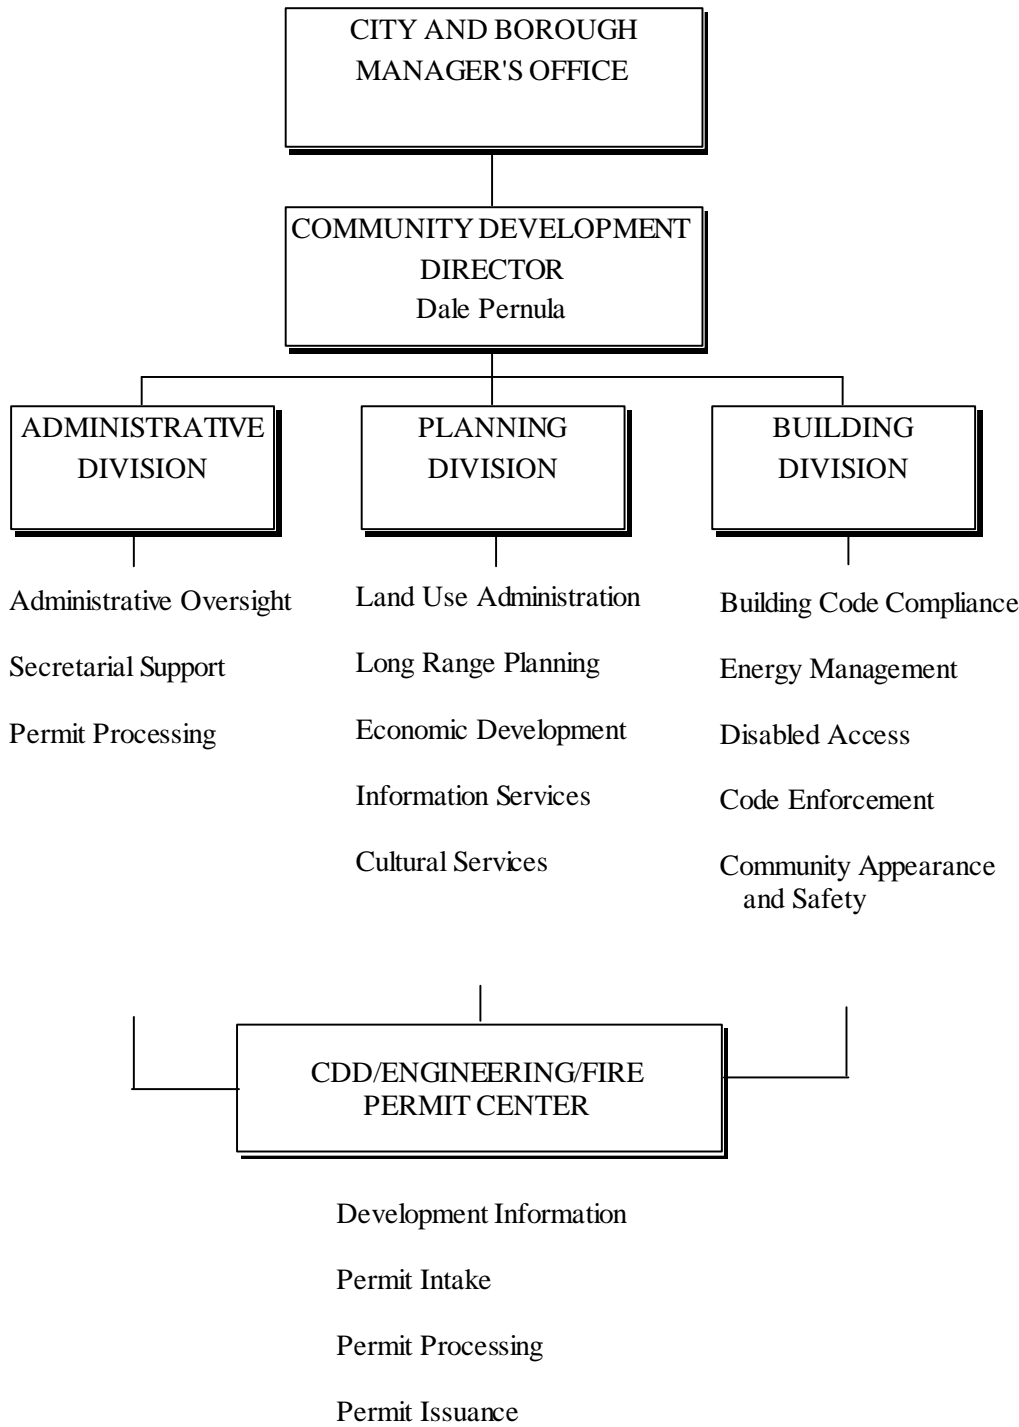 CITY AND BOROUGH
MANAGER'S OFFICE
COMMUNITY DEVELOPMENT
DIRECTOR
Dale Pernula
ADMINISTRATIVE
DIVISION
Administrative Oversight
Secretarial Support
Permit Processing
PLANNING
DIVISION
Land Use Administration
Long Range Planning
Economic Development
Information Services
Cultural Services
BUILDING
DIVISION
Building Code Compliance
Energy Management
Disabled Access
Code Enforcement
Community Appearance
and Safety
CDD/ENGINEERING/FIRE
PERMIT CENTER
Development Information
Permit Intake
Permit Processing
Permit Issuance